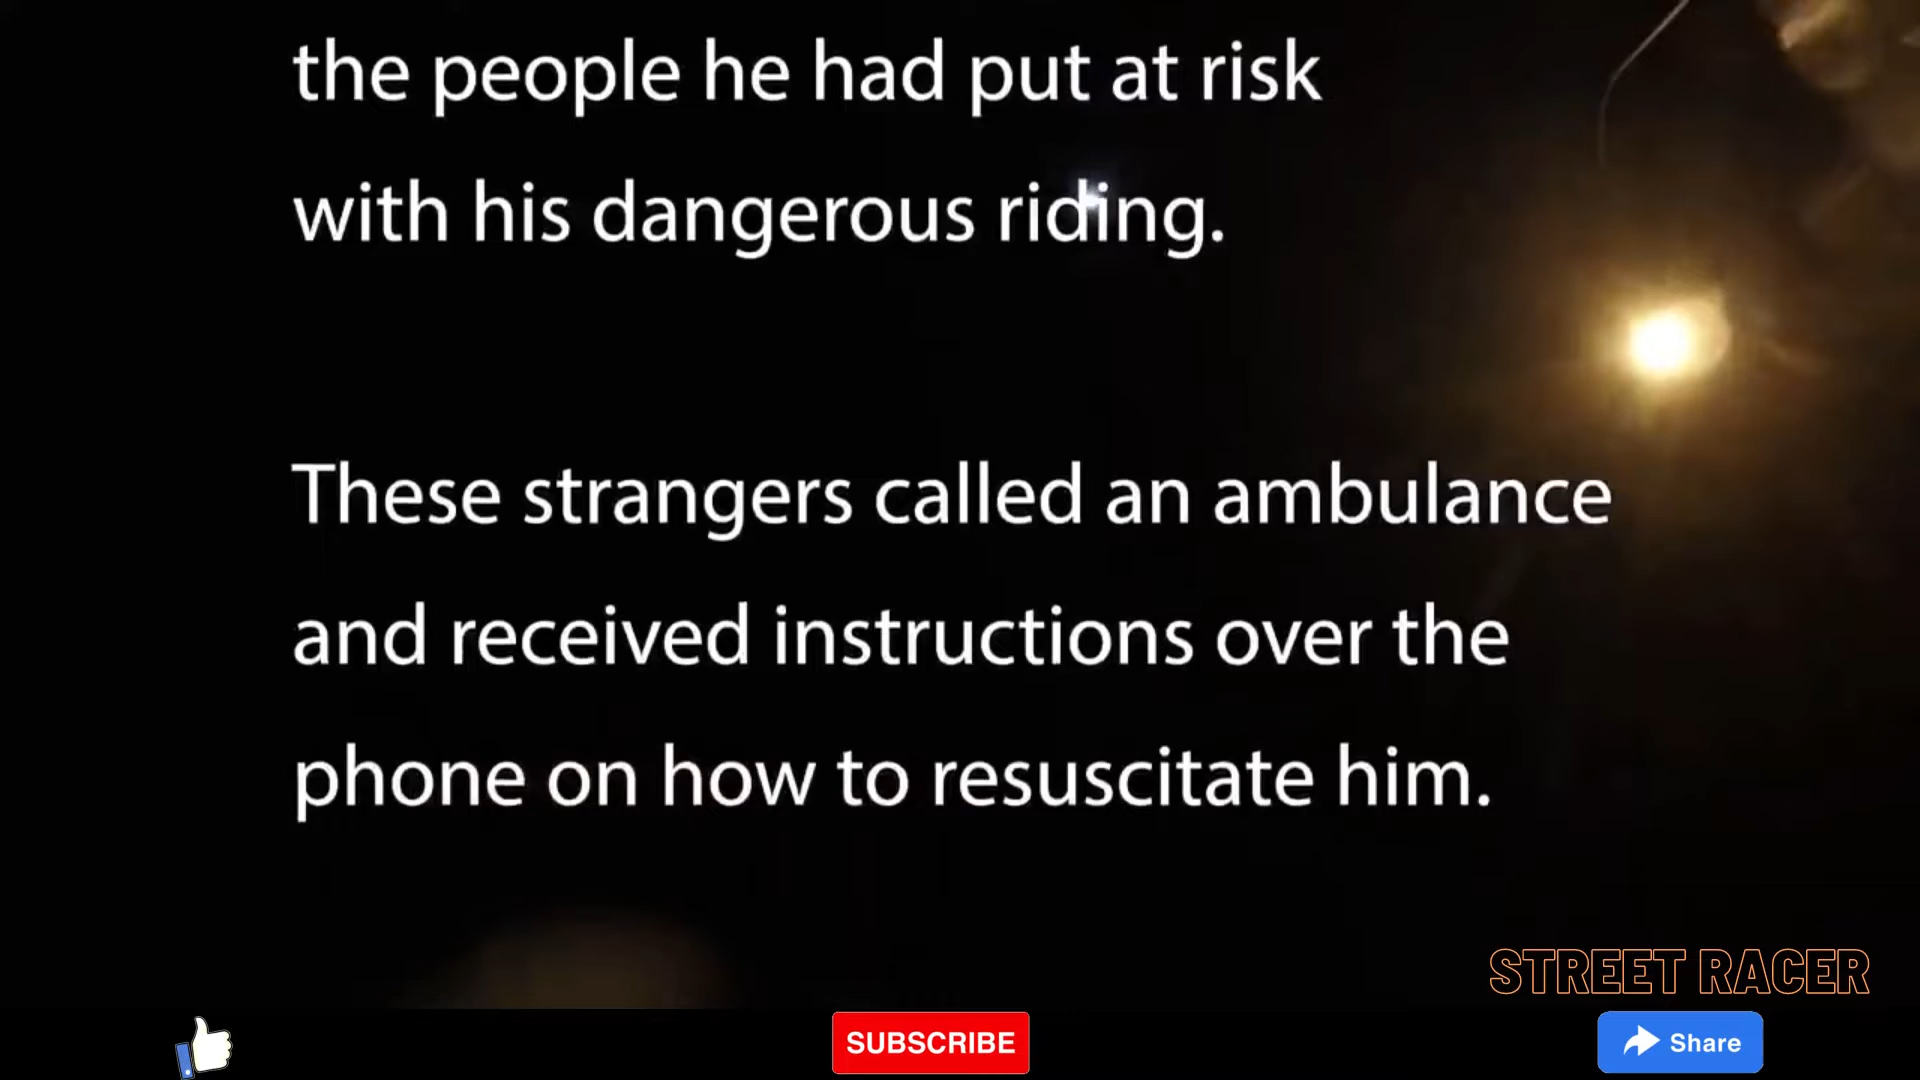 the people he had put at risk
with his dangerous riding.
These strangers called an ambulance
and received instructions over the
phone on how to resuscitate him.
STREET RACER
SUBSCRIBE
Share